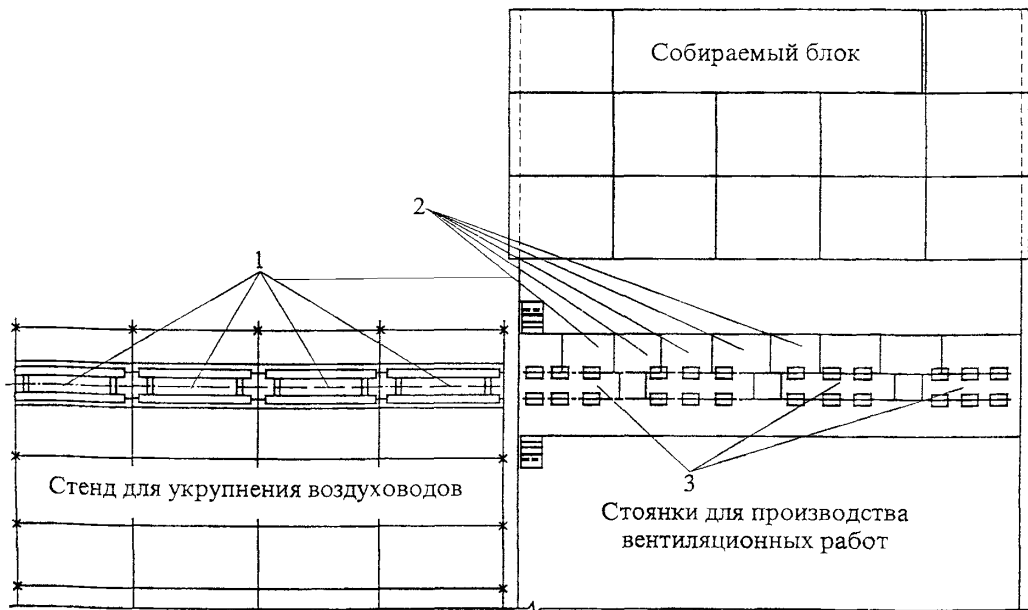 Собираемый блок
2
1
Стенд для укрупнения воздуховодов
3
Стоянки для производства
вентиляционных работ